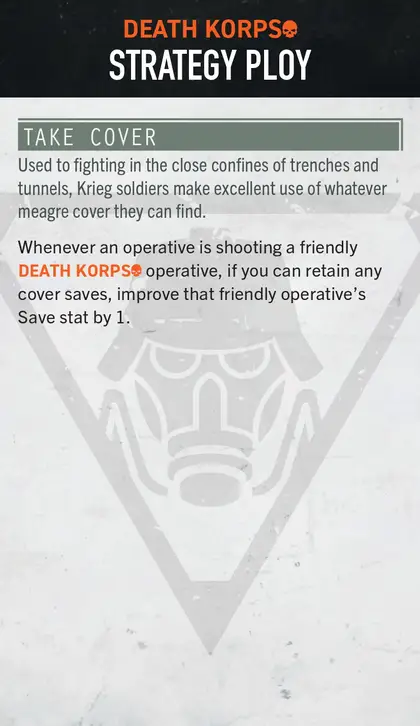 DEATH KORPS
STRATEGY PLOY
TAKE COVER
Used to fighting in the close confines of trenches and
tunnels, Krieg soldiers make excellent use of whatever
meagre cover they can find.
Whenever an operative is shooting a friendly
DEATH KORPS operative, if you can retain any
cover saves, improve that friendly operative’s
Save stat by 1.